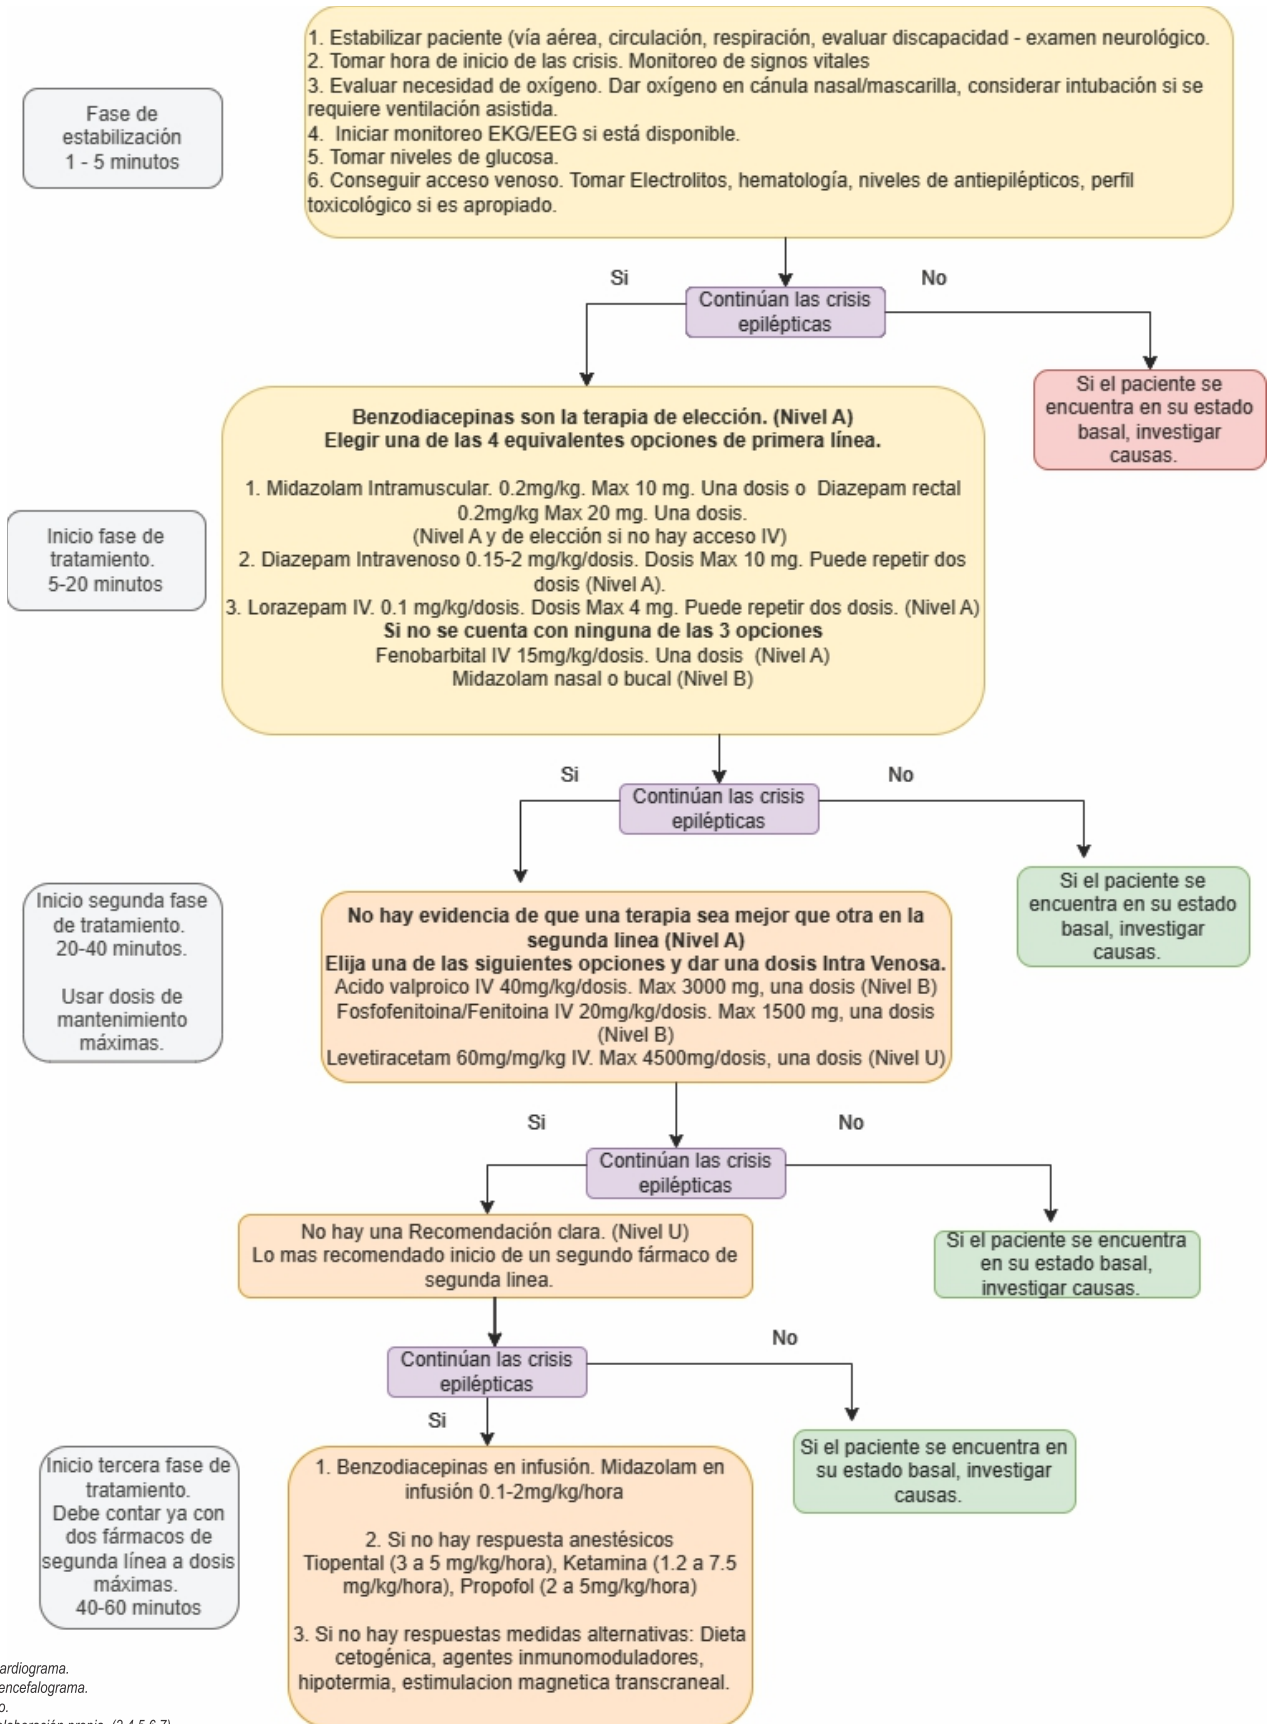 1. Estabilizar paciente (vía aérea, circulación, respiración, evaluar discapacidad - examen neurológico.
2. Tomar hora de inicio de las crisis. Monitoreo de signos vitales
3. Evaluar necesidad de oxígeno. Dar oxígeno en cánula nasal/mascarilla, considerar intubación si se
requiere ventilación asistida.
4. Iniciar monitoreo EKG/EEG si está disponible.
5. Tomar niveles de glucosa.
6. Conseguir acceso venoso. Tomar Electrolitos, hematología, niveles de antiepilépticos, perfil
toxicológico si es apropiado.
Fase de
estabilización
1 - 5 minutos
Si
No
Continúan las crisis
epilépticas
Si el paciente se
encuentra en su estado
basal, investigar
causas.
Benzodiacepinas son la terapia de elección. (Nivel A)
Elegir una de las 4 equivalentes opciones de primera línea.
1. Midazolam Intramuscular. 0.2mg/kg. Max 10 mg. Una dosis o Diazepam rectal
0.2mg/kg Max 20 mg. Una dosis.
(Nivel A y de elección si no hay acceso IV)
2. Diazepam Intravenoso 0.15-2 mg/kg/dosis. Dosis Max 10 mg. Puede repetir dos
dosis (Nivel A).
3. Lorazepam IV. 0.1 mg/kg/dosis. Dosis Max 4 mg. Puede repetir dos dosis. (Nivel A)
Si no se cuenta con ninguna de las 3 opciones
Fenobarbital IV 15mg/kg/dosis. Una dosis (Nivel A)
Midazolam nasal o bucal (Nivel B)
Inicio fase de
tratamiento.
5-20 minutos
Si
No
Continúan las crisis
epilépticas
Si el paciente se
encuentra en su estado
basal, investigar
causas.
Inicio segunda fase
de tratamiento.
20-40 minutos.
Usar dosis de
mantenimiento
máximas.
No hay evidencia de que una terapia sea mejor que otra en la
segunda linea (Nivel A)
Elija una de las siguientes opciones y dar una dosis Intra Venosa.
Acido valproico IV 40mg/kg/dosis. Max 3000 mg, una dosis (Nivel B)
Fosfofenitoina/Fenitoina IV 20mg/kg/dosis. Max 1500 mg, una dosis
(Nivel B)
Levetiracetam 60mg/mg/kg IV. Max 4500mg/dosis, una dosis (Nivel U)
Si
No
Continúan las crisis
epilépticas
No hay una Recomendación clara. (Nivel U)
Lo mas recomendado inicio de un segundo fármaco de
segunda linea.
Si el paciente se encuentra
en su estado basal,
investigar causas.
No
Continúan las crisis
epilépticas
Si
Si el paciente se encuentra en
su estado basal, investigar
causas.
Inicio tercera fase de
tratamiento.
Debe contar ya con
dos fármacos de
segunda línea a dosis
máximas.
40-60 minutos
1. Benzodiacepinas en infusión. Midazolam en
infusión 0.1-2mg/kg/hora
2. Si no hay respuesta anestésicos
Tiopental (3 a 5 mg/kg/hora), Ketamina (1.2 a 7.5
mg/kg/hora), Propofol (2 a 5mg/kg/hora)
3. Si no hay respuestas medidas alternativas: Dieta
cetogénica, agentes inmunomoduladores,
hipotermia, estimulacion magnetica transcraneal.
ardiograma.
encefalograma.
o.